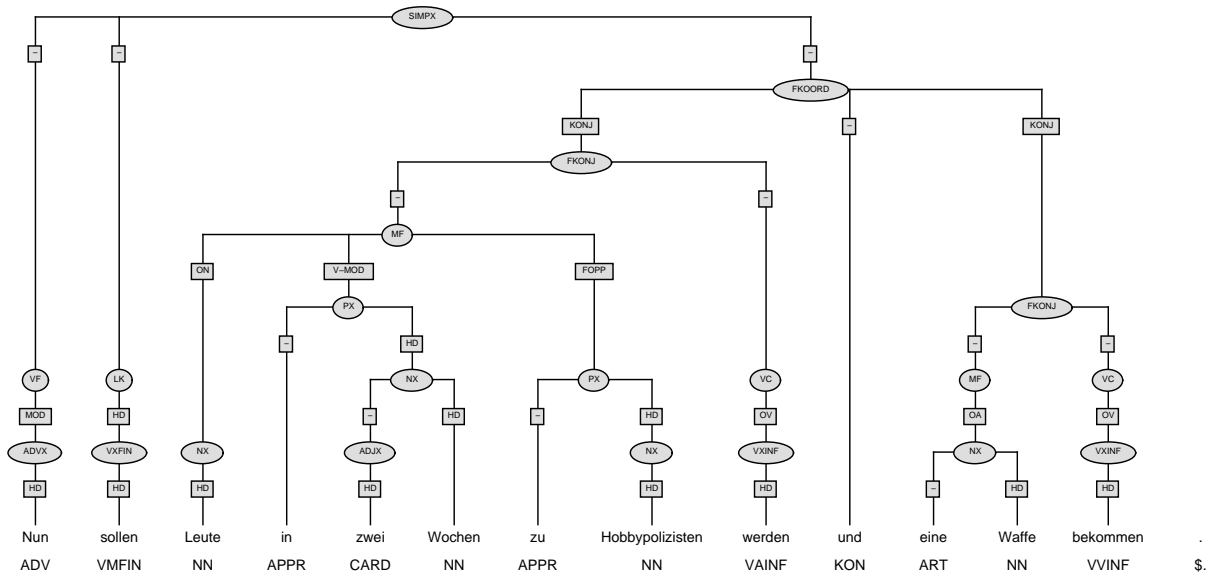 SIMPX
– – –
FKOORD
KONJ – KONJ
FKONJ
– –
MF
ON V–MOD FOPP
PX FKONJ
– HD – –
VF LK NX PX VC MF VC
MOD HD – HD – HD OV OA OV
ADVX VXFIN NX ADJX NX VXINF NX VXINF
HD HD HD HD HD HD – HD HD
Nun sollen Leute in zwei Wochen zu Hobbypolizisten werden und eine Waffe bekommen .
ADV VMFIN NN APPR CARD NN APPR NN VAINF KON ART NN VVINF $.